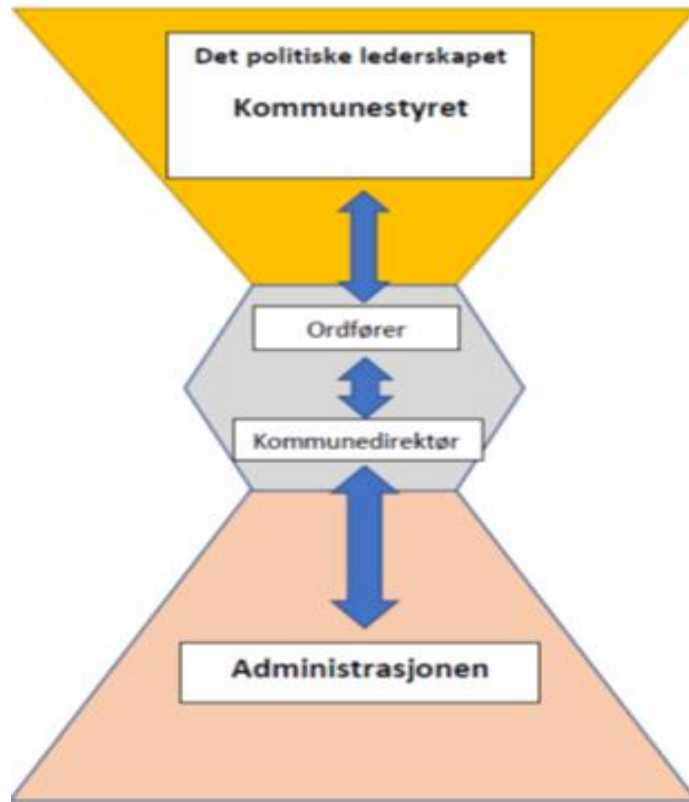 Det politiske lederskapet
Kommunestyret
Ordfører
Kommunedirektør
Administrasjonen